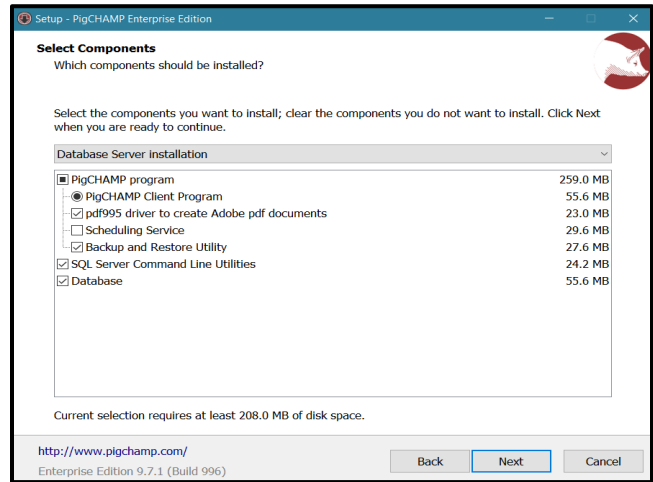 Setup - PigCHAMP Enterprise Edition
Select Components
Which components should be installed?
Select the components you want to install; clear the components you do not want to install. Click Next
when you are ready to continue.
Database Server installation
PigCHAMP program 259.0 MB
PigCHAMP Client Program 55.6 MB
pdf995 driver to create Adobe pdf documents 23.0 MB
Scheduling Service 29.6 MB
Backup and Restore Utility 27.6 MB
SQL Server Command Line Utilities 24.2 MB
Database 55.6 MB
Current selection requires at least 208.0 MB of disk space.
http://www.pigchamp.com/
Enterprise Edition 9.7.1 (Build 996)
Back Next Cancel